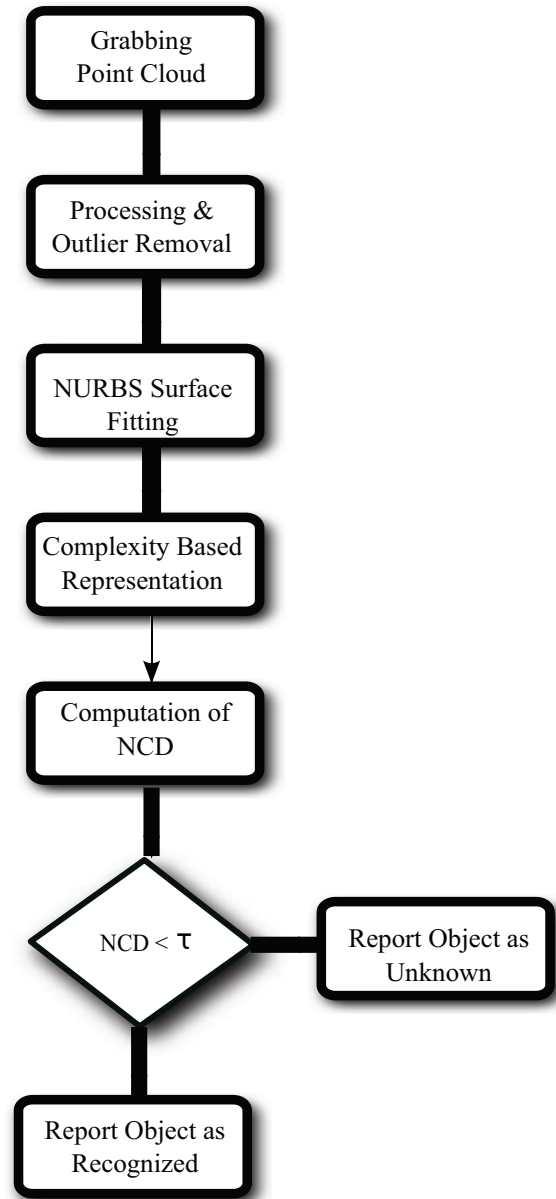 Grabbing
Point Cloud
Processing &
Outlier Removal
NURBS Surface
Fitting
Complexity Based
Representation
Computation of
NCD
NCD < τ
Report Object as
Unknown
Report Object as
Recognized